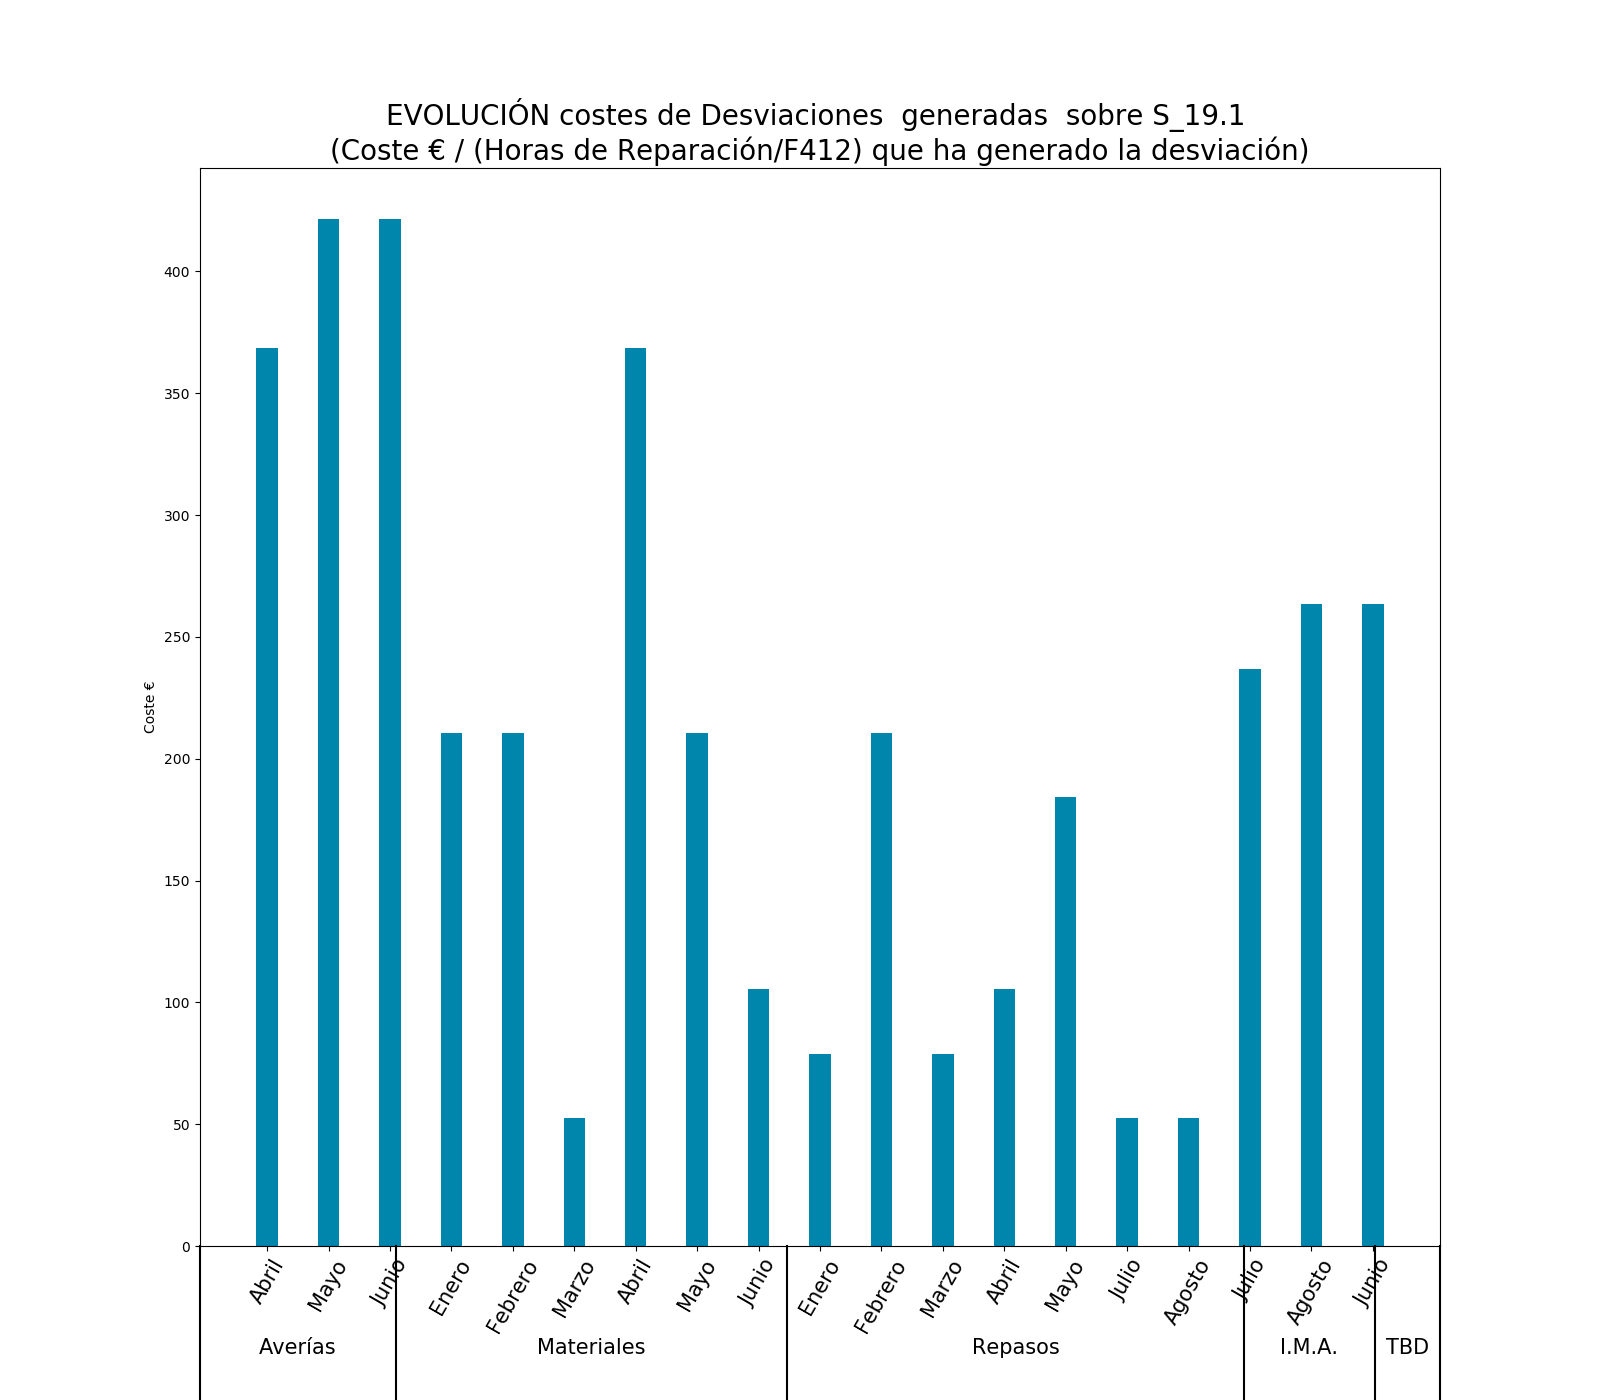 EVOLUCIÓN costes de Desviaciones  generadas  sobre S_19.1
(Coste € / (Horas de Reparación/F412) que ha generado la desviación)
400
350
300
250
200
150
100
50
0
Coste €
Abril Mayo Junio Enero Febrero Marzo Abril Mayo Junio Enero Febrero Marzo Abril Mayo Julio Agosto Julio Agosto Junio
Averías Materiales Repasos I.M.A. TBD